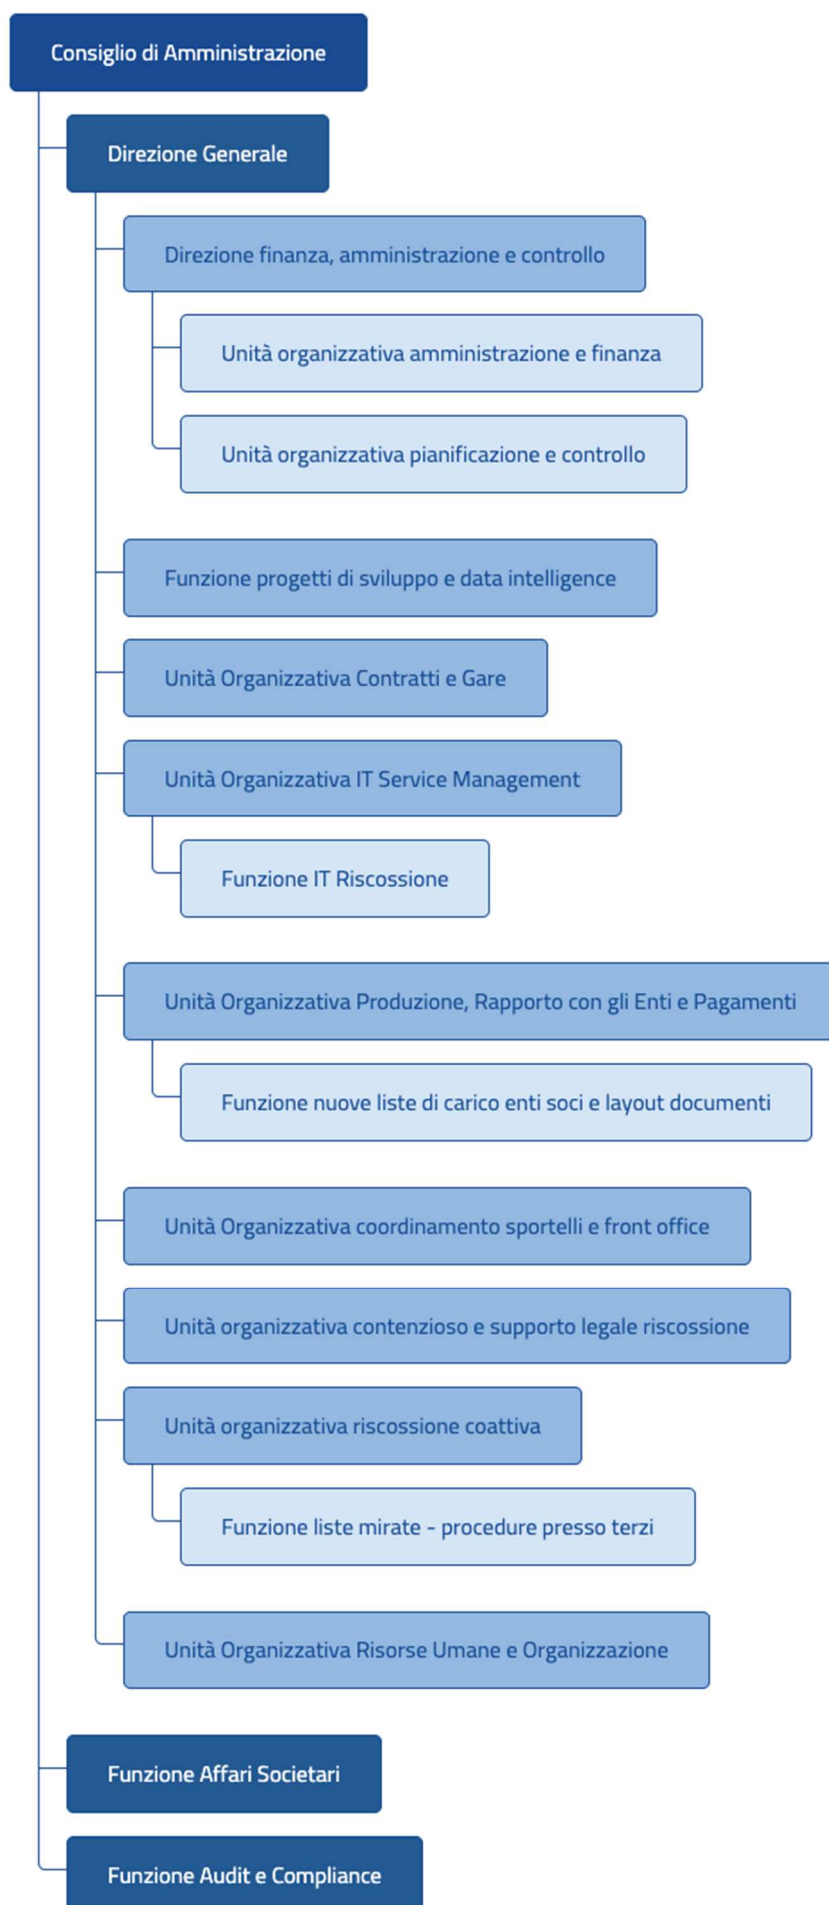 Consiglio di Amministrazione
Direzione Generale
Direzione finanza, amministrazione e controllo
Unità organizzativa amministrazione e finanza
Unità organizzativa pianificazione e controllo
Funzione progetti di sviluppo e data intelligence
Unità Organizzativa Contratti e Gare
Unità Organizzativa IT Service Management
Funzione IT Riscossione
Unità Organizzativa Produzione, Rapporto con gli Enti e Pagamenti
Funzione nuove liste di carico enti soci e layout documenti
Unità Organizzativa coordinamento sportelli e front office
Unità organizzativa contenzioso e supporto legale riscossione
Unità organizzativa riscossione coattiva
Funzione liste mirate - procedure presso terzi
Unità Organizzativa Risorse Umane e Organizzazione
Funzione Affari Societari
Funzione Audit e Compliance